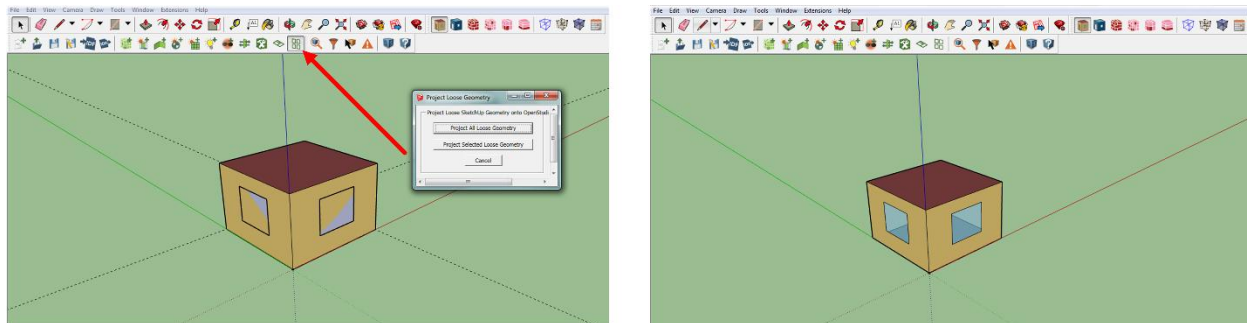 File Edit View Camera Draw Tools Window Extensions Help
Project Loose Geometry
Project Loose SketchUp Geometry onto OpenStudi
Project All Loose Geometry
Project Selected Loose Geometry
Cancel
File Edit View Camera Draw Tools Window Extensions Help